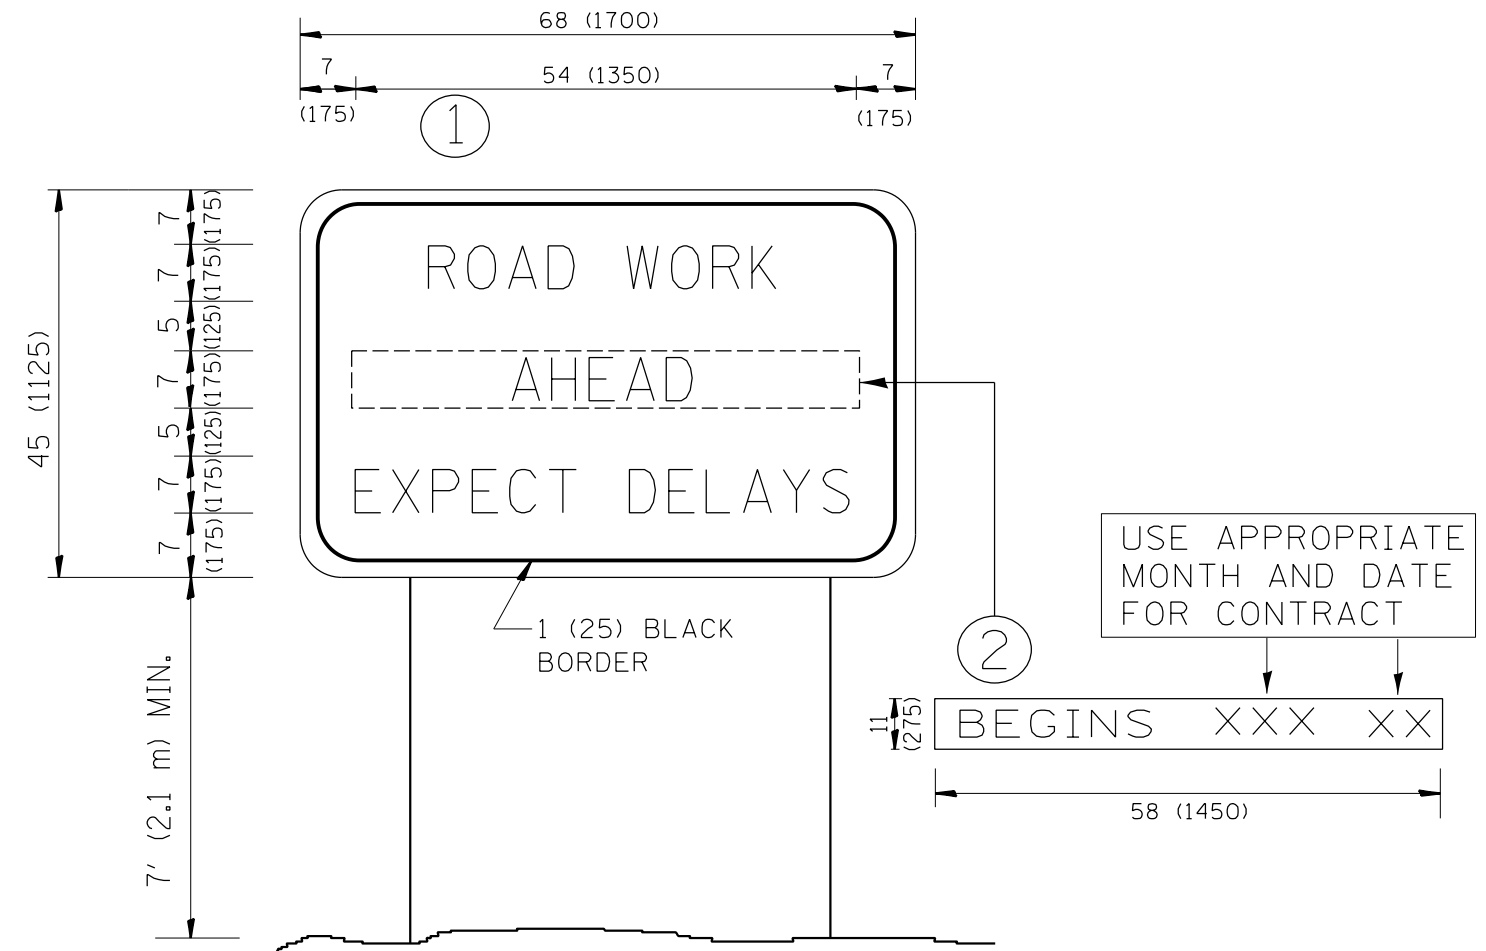 68 (1700)
7
54 (1350)
7
(175)
(175)
1
7
(175)
7
(175)
5
(125)
7
(175)
5
(125)
7
(175)
7
(175)
45 (1125)
ROAD WORK
AHEAD
EXPECT DELAYS
1 (25) BLACK
BORDER
7' (2.1 m) MIN.
USE APPROPRIATE
MONTH AND DATE
FOR CONTRACT
2
11
(275)
BEGINS XXX XX
58 (1450)